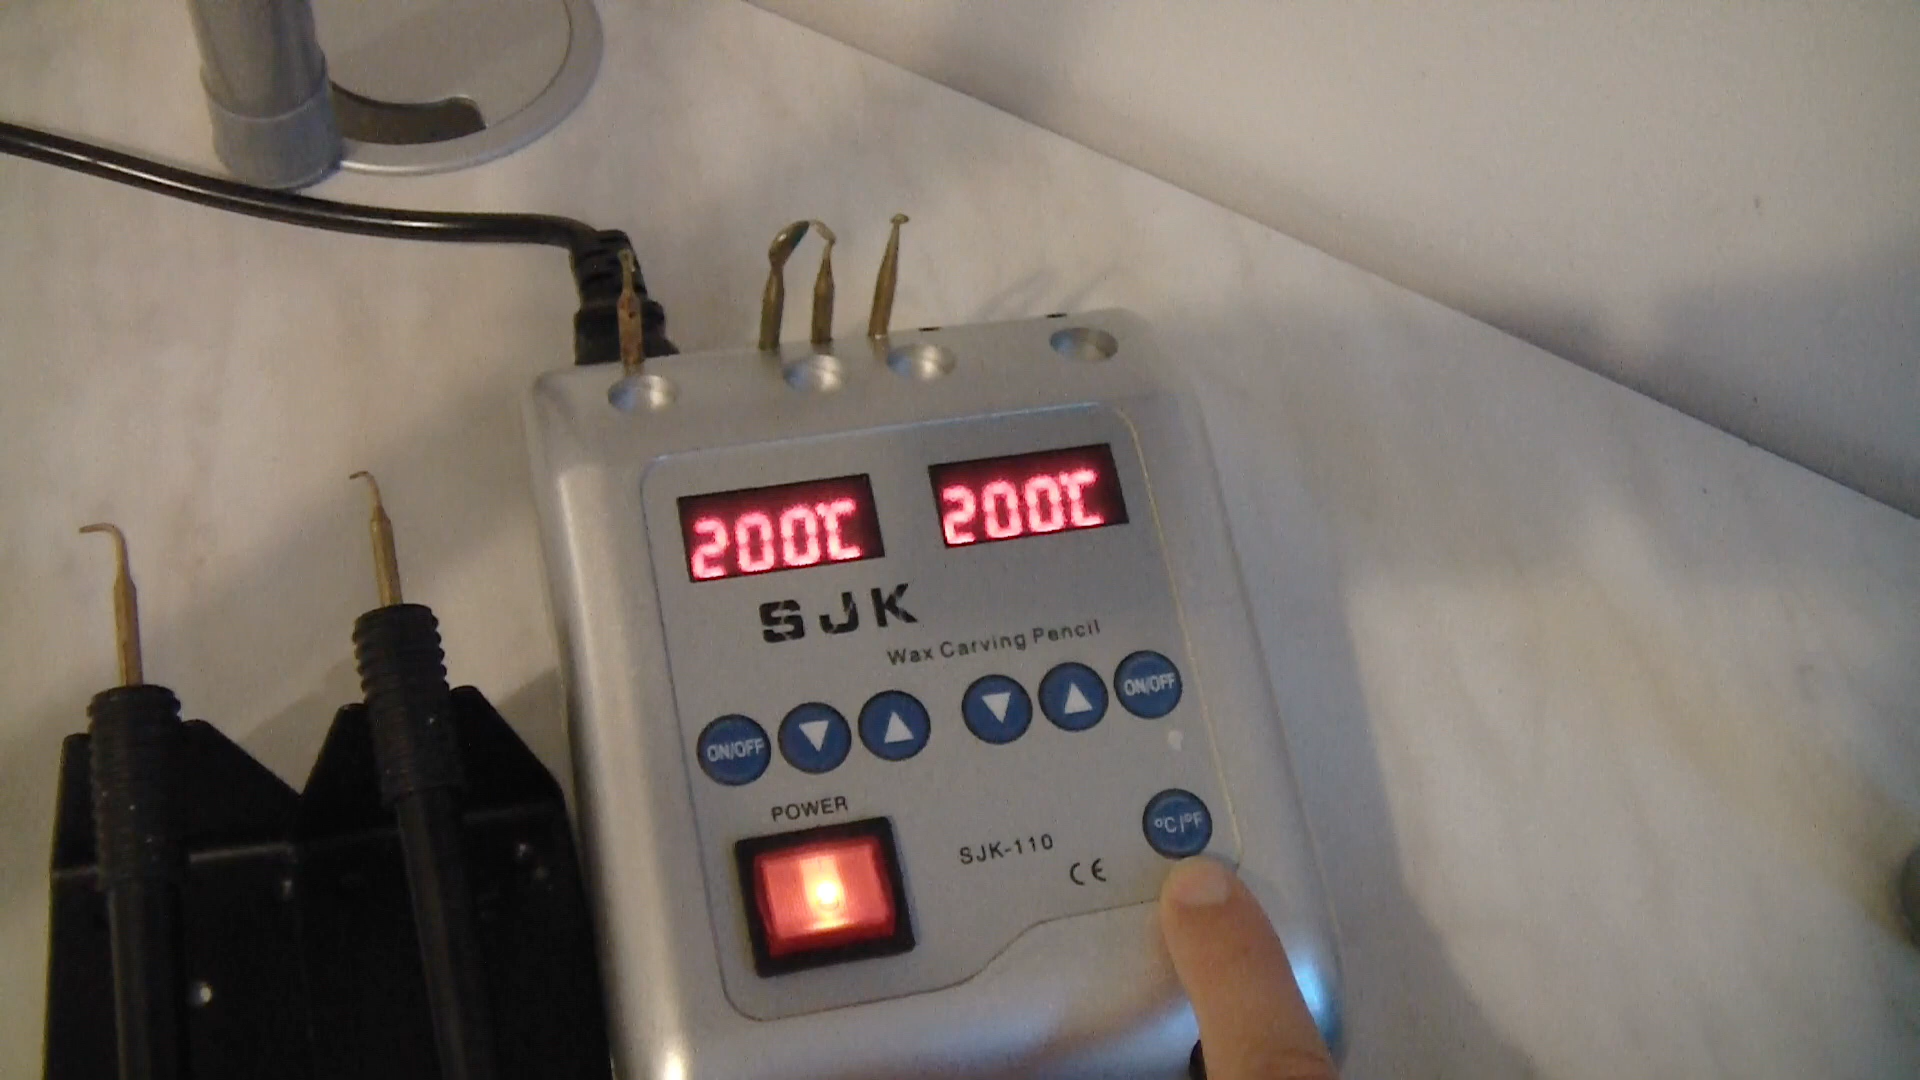 200℃ 200℃
SJK
Wax Carving Pencil
ON/OFF ▼ ▲ ▼ ▲ ON/OFF
POWER
°C/°F
SJK-110
CE